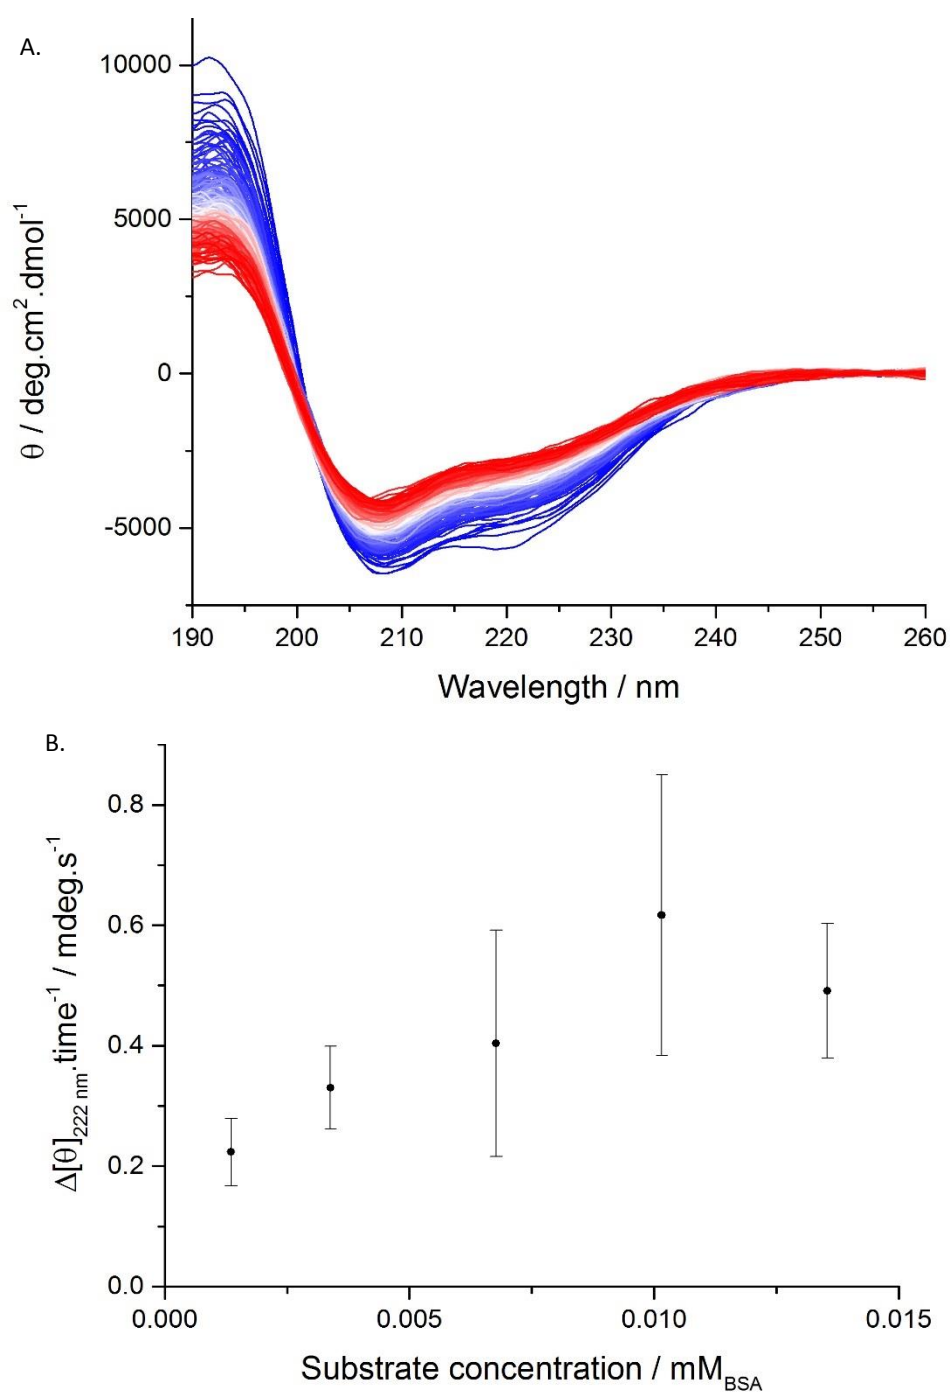 A.
10000
5000
0
-5000
θ / deg.cm².dmol⁻¹
190 200 210 220 230 240 250 260
Wavelength / nm
B.
0.8
0.6
0.4
0.2
0.0
Δ[θ]₂₂₂ ₙₘ.time⁻¹ / mdeg.s⁻¹
0.000 0.005 0.010 0.015
Substrate concentration / mM_BSA